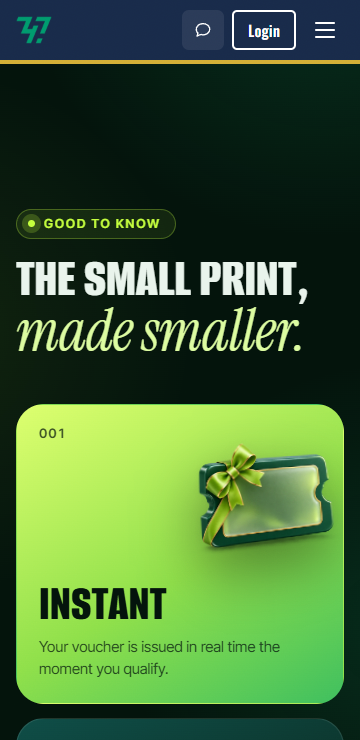 Login
GOOD TO KNOW
THE SMALL PRINT,
made smaller.
001
INSTANT
Your voucher is issued in real time the
moment you qualify.